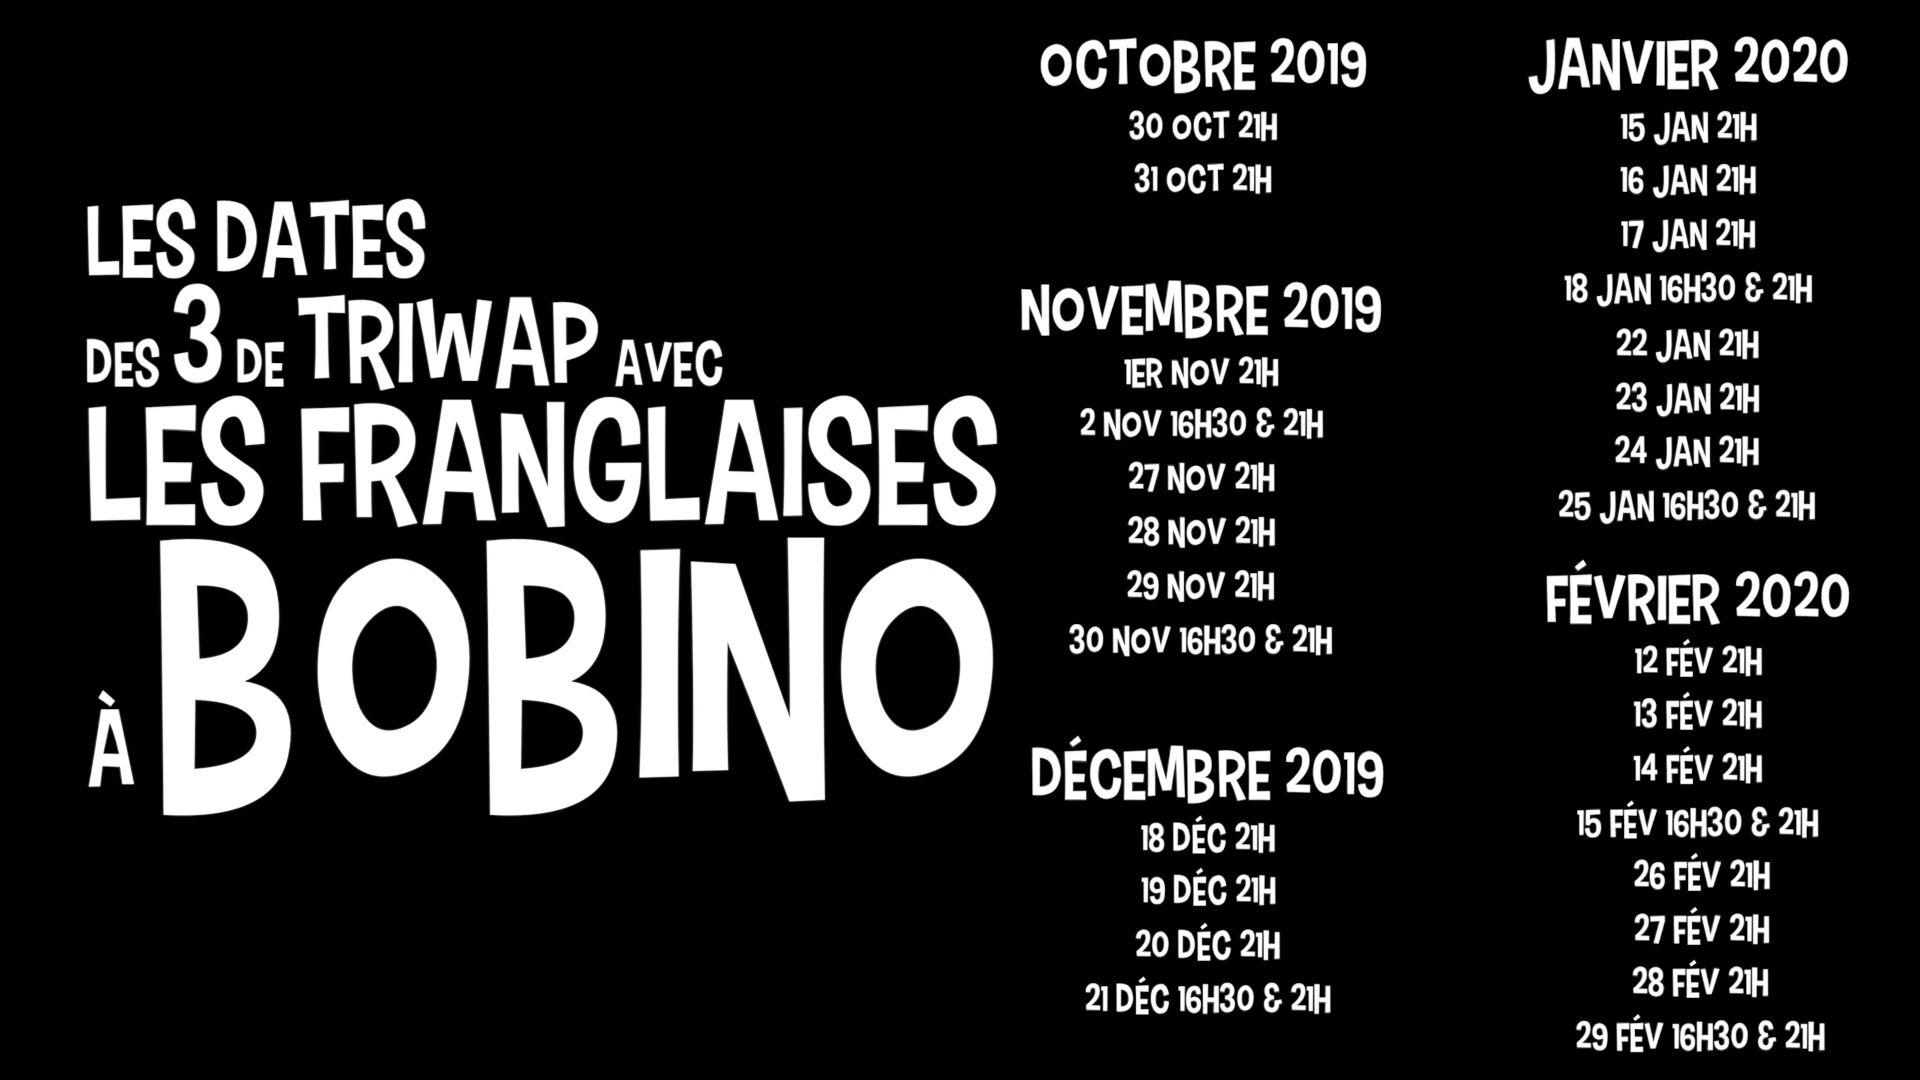 LES DATES
DES 3 DE TRIWAP AVEC
LES FRANGLAISES
À BOBINO
OCTOBRE 2019
30 OCT 21H
31 OCT 21H
NOVEMBRE 2019
1ER NOV 21H
2 NOV 16H30 & 21H
27 NOV 21H
28 NOV 21H
29 NOV 21H
30 NOV 16H30 & 21H
DÉCEMBRE 2019
18 DÉC 21H
19 DÉC 21H
20 DÉC 21H
21 DÉC 16H30 & 21H
JANVIER 2020
15 JAN 21H
16 JAN 21H
17 JAN 21H
18 JAN 16H30 & 21H
22 JAN 21H
23 JAN 21H
24 JAN 21H
25 JAN 16H30 & 21H
FÉVRIER 2020
12 FÉV 21H
13 FÉV 21H
14 FÉV 21H
15 FÉV 16H30 & 21H
26 FÉV 21H
27 FÉV 21H
28 FÉV 21H
29 FÉV 16H30 & 21H